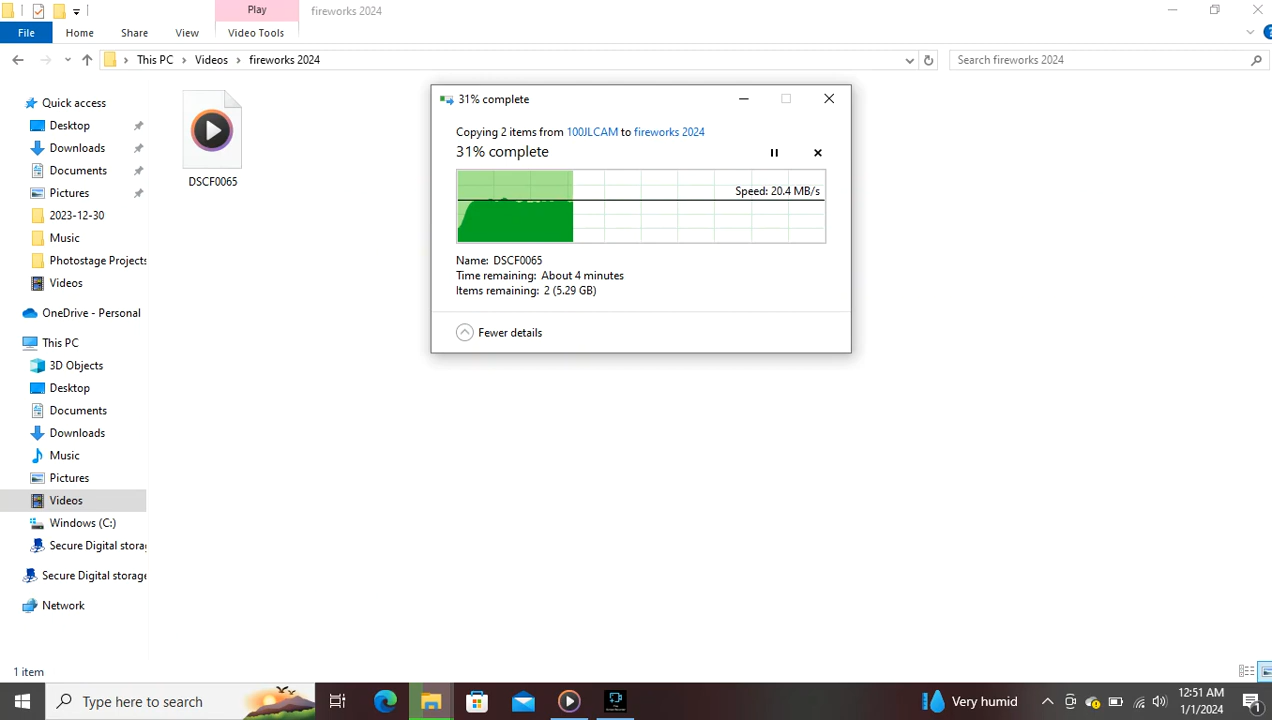 Play
fireworks 2024
File
Home
Share
View
Video Tools
This PC
Videos
fireworks 2024
Search fireworks 2024
Quick access
Desktop
Downloads
Documents
Pictures
2023-12-30
Music
Photostage Projects
Videos
OneDrive - Personal
This PC
3D Objects
Desktop
Documents
Downloads
Music
Pictures
Videos
Windows (C:)
Secure Digital stora
Secure Digital storage
Network
DSCF0065
31% complete
Copying 2 items from 100JLCAM to fireworks 2024
31% complete
Speed: 20.4 MB/s
Name: DSCF0065
Time remaining: About 4 minutes
Items remaining: 2 (5.29 GB)
Fewer details
1 item
Type here to search
Very humid
12:51 AM
1/1/2024
1